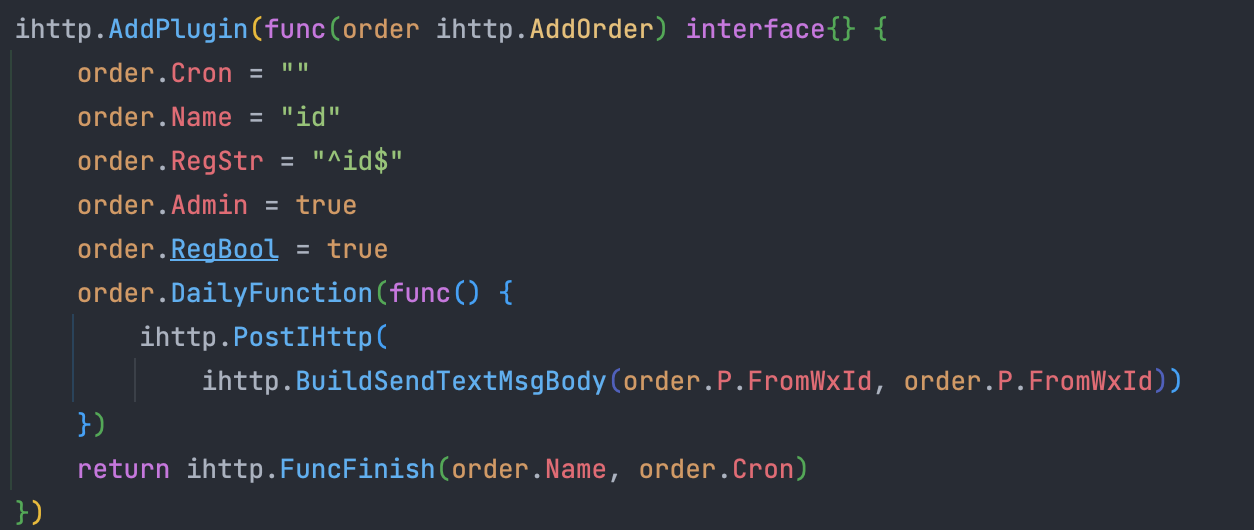 ihttp.AddPlugin(func(order ihttp.AddOrder) interface{} {
    order.Cron = ""
    order.Name = "id"
    order.RegStr = "^id$"
    order.Admin = true
    order.RegBool = true
    order.DailyFunction(func() {
        ihttp.PostIHttp(
            ihttp.BuildSendTextMsgBody(order.P.FromWxId, order.P.FromWxId))
    })
    return ihttp.FuncFinish(order.Name, order.Cron)
})